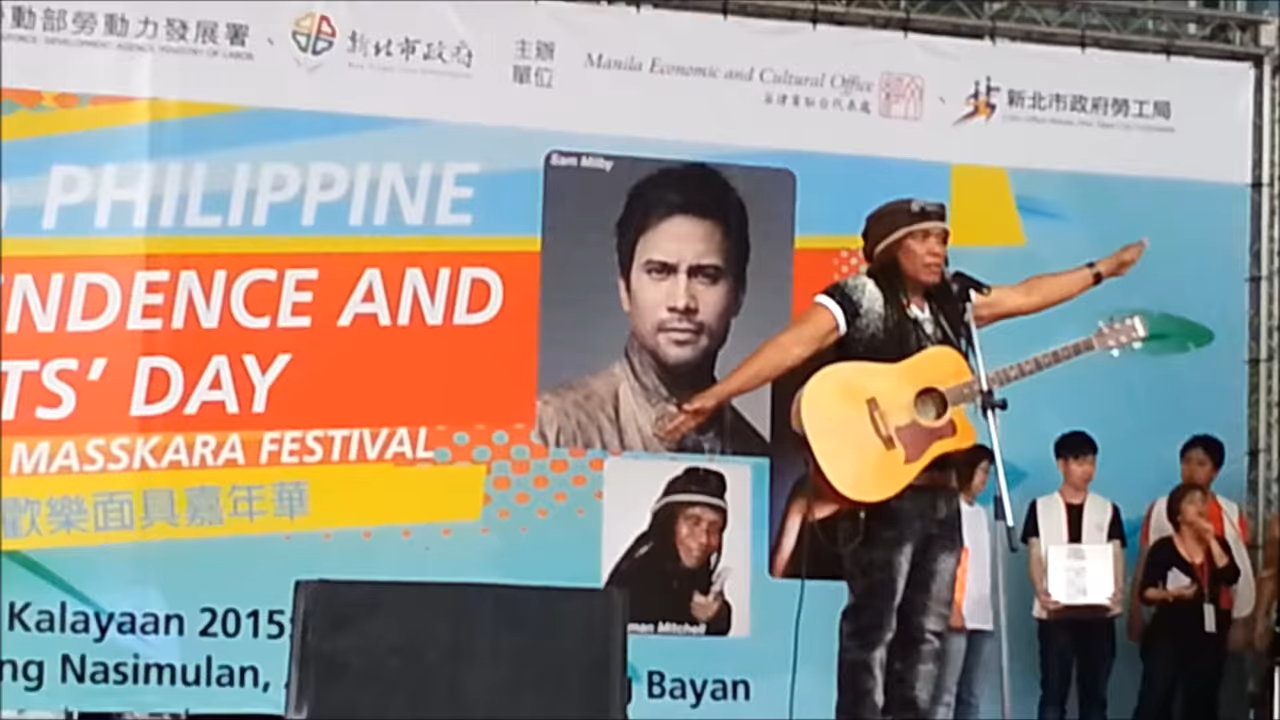 動部勞動力發展署、新北市政府 主辦單位 Manila Economic and Cultural Office 、 新北市政府勞工局
Sam Milby
PHILIPPINE
NDENCE AND
TS' DAY
MASSKARA FESTIVAL
歡樂面具嘉年華
Kalayaan 2015:
ng Nasimulan,
Bayan
man Mitchell